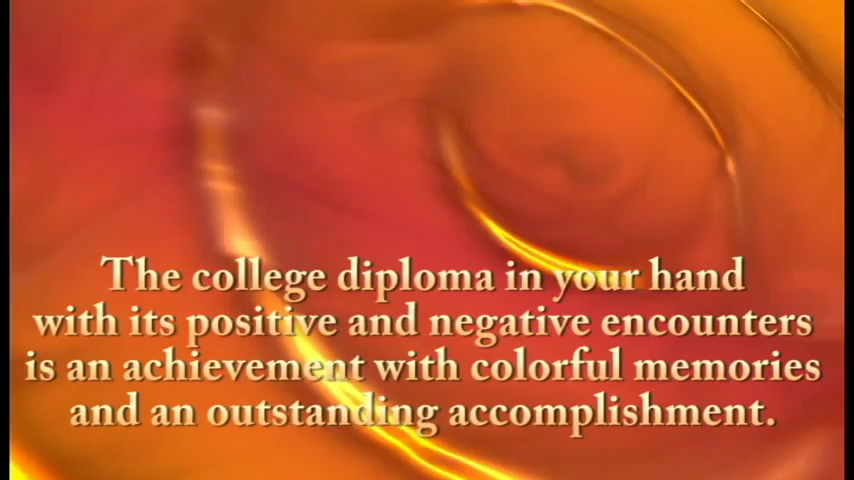 The college diploma in your hand
with its positive and negative encounters
is an achievement with colorful memories
and an outstanding accomplishment.